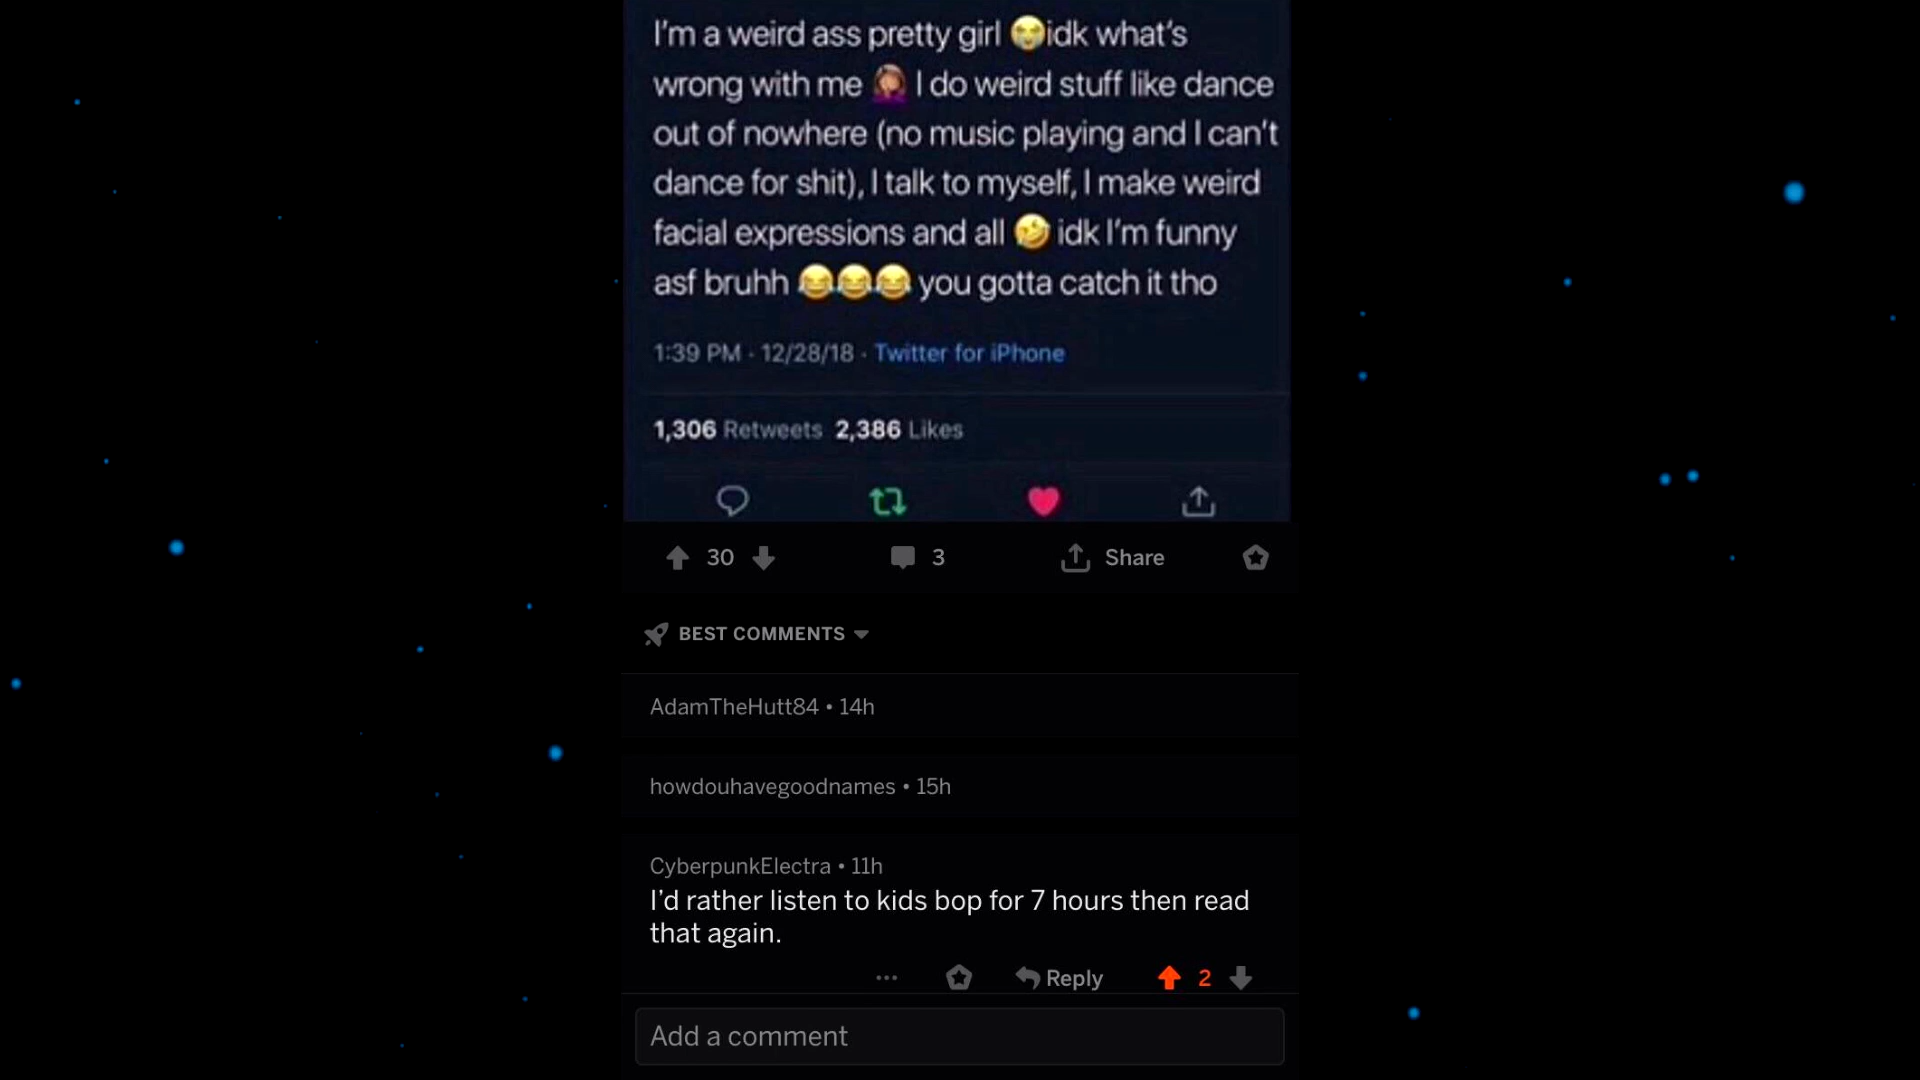 I'm a weird ass pretty girl 😭idk what's
wrong with me 🤦🏽‍♀️ I do weird stuff like dance
out of nowhere (no music playing and I can't
dance for shit), I talk to myself, I make weird
facial expressions and all 🤣 idk I'm funny
asf bruhh 😂😂😂 you gotta catch it tho
1:39 PM · 12/28/18 · Twitter for iPhone
1,306 Retweets 2,386 Likes
30 3 Share
BEST COMMENTS
AdamTheHutt84 • 14h
howdouhavegoodnames • 15h
CyberpunkElectra • 11h
I'd rather listen to kids bop for 7 hours then read
that again.
Reply 2
Add a comment